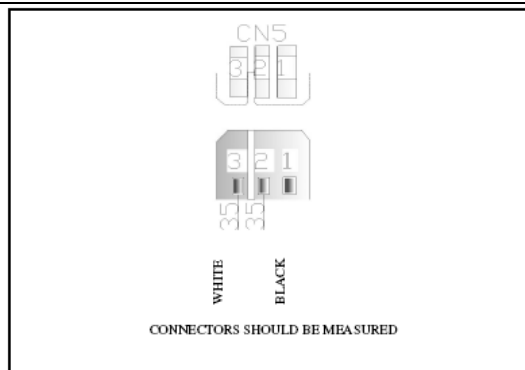 CN5
3 2 1
3 2 1
35 35
WHITE BLACK
CONNECTORS SHOULD BE MEASURED